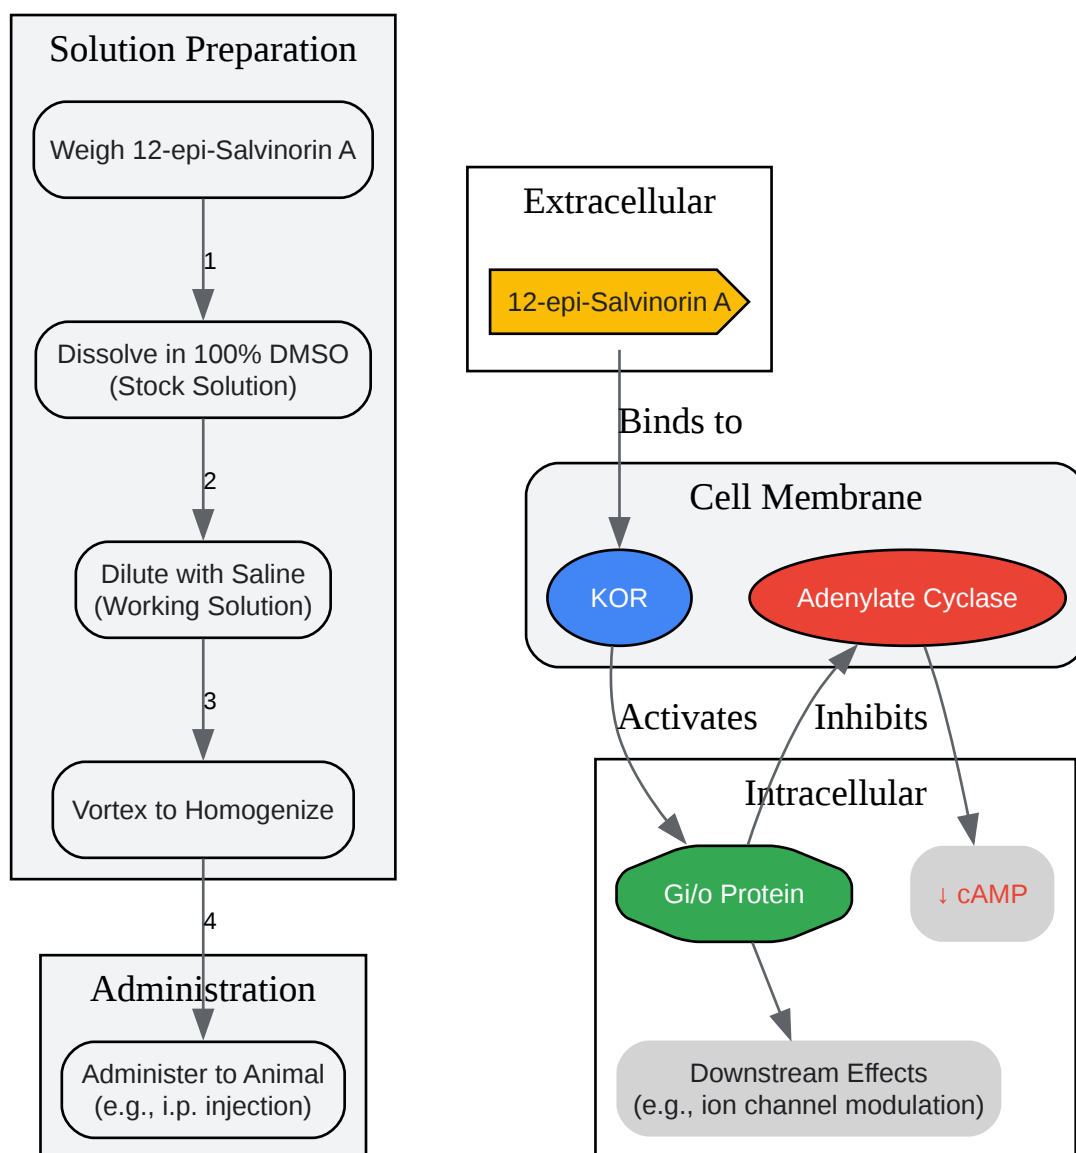 Solution Preparation
Weigh 12-epi-Salvinorin A
1
Dissolve in 100% DMSO
(Stock Solution)
2
Dilute with Saline
(Working Solution)
3
Vortex to Homogenize
4
Administration
Administer to Animal
(e.g., i.p. injection)
Extracellular
12-epi-Salvinorin A
Binds to
Cell Membrane
KOR
Adenylate Cyclase
Activates
Inhibits
Intracellular
Gi/o Protein
↓ cAMP
Downstream Effects
(e.g., ion channel modulation)